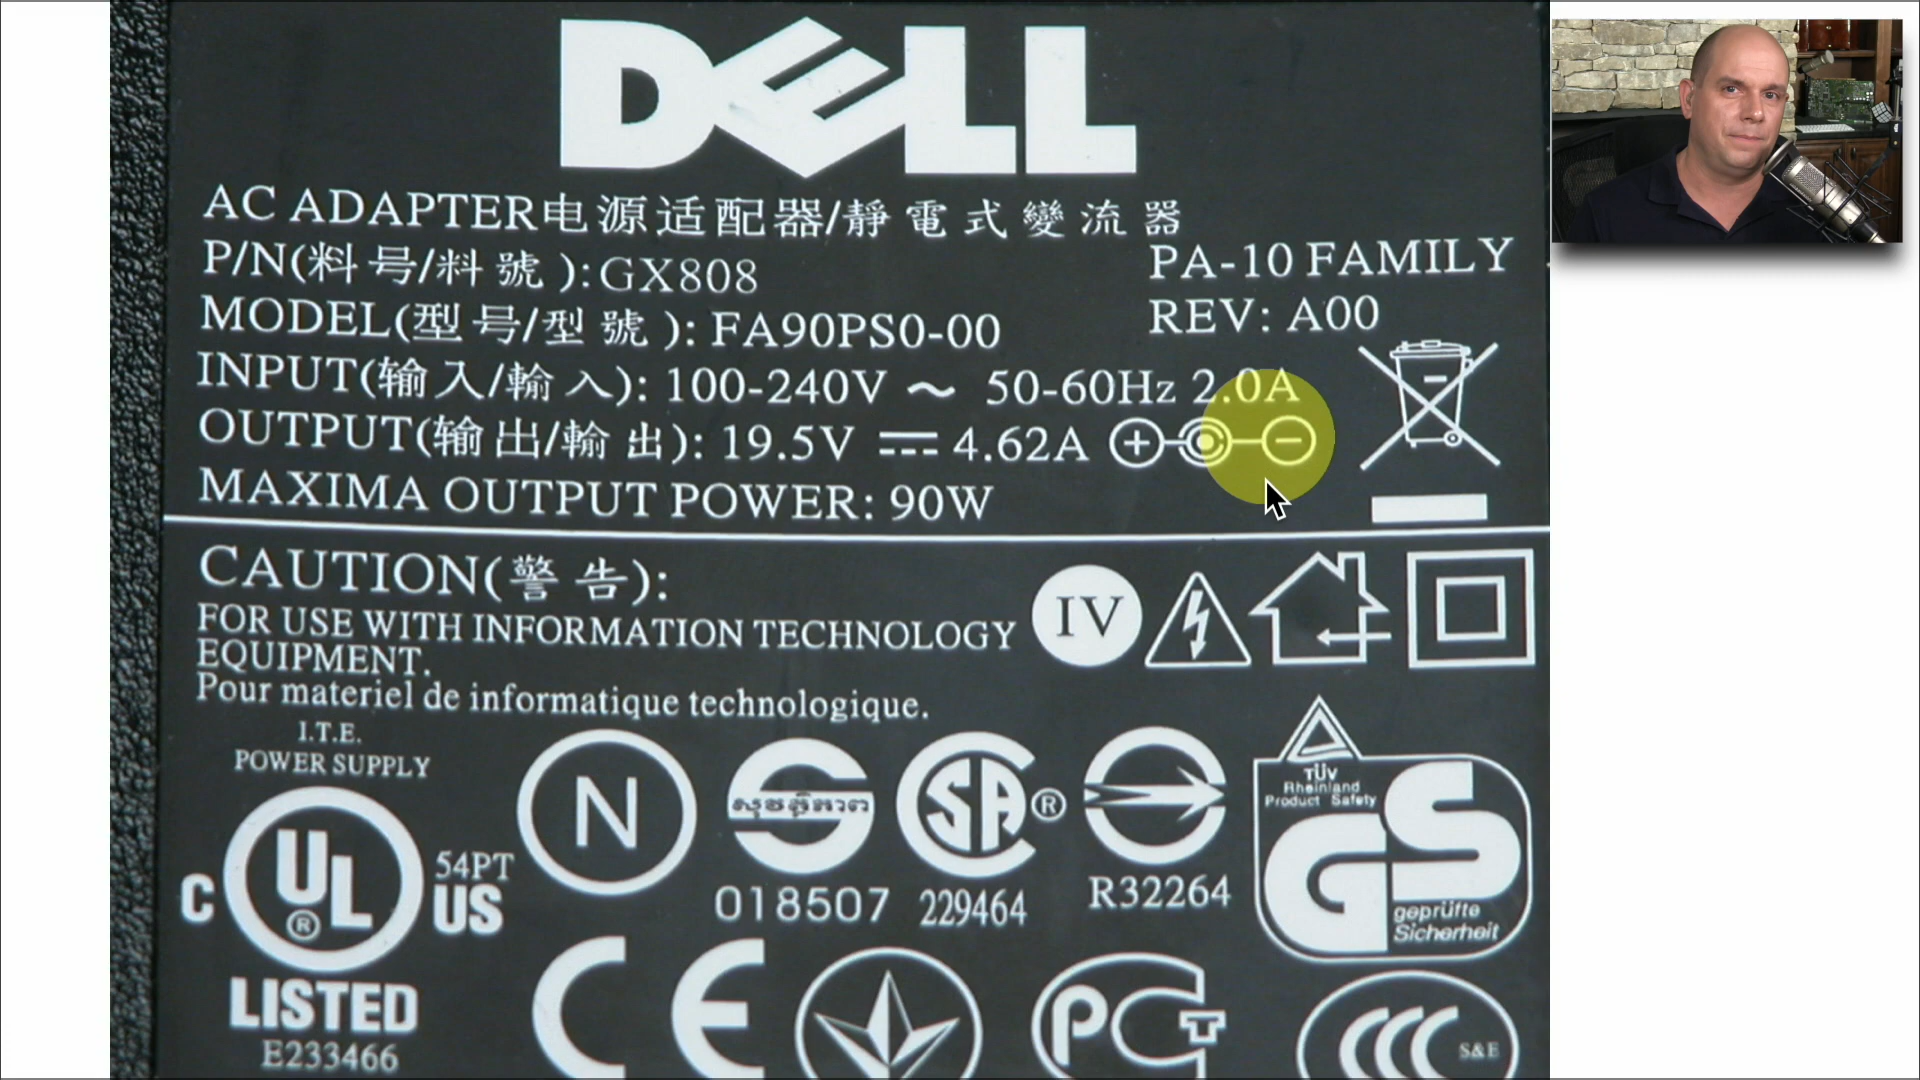 DELL
AC ADAPTER电源适配器/靜電式變流器
P/N(料号/料號):GX808
PA-10 FAMILY
MODEL(型号/型號): FA90PS0-00
REV: A00
INPUT(输入/輸入): 100-240V ~ 50-60Hz 2.0A
OUTPUT(输出/輸出): 19.5V ⎓ 4.62A + −
MAXIMA OUTPUT POWER: 90W
CAUTION(警告):
FOR USE WITH INFORMATION TECHNOLOGY
EQUIPMENT.
IV
Pour materiel de informatique technologique.
I.T.E.
POWER SUPPLY
C UL ® 54PT US
LISTED
E233466
N
018507
SA ®
229464
R32264
TÜV
Rheinland
Product Safety
GS
geprüfte
Sicherheit
CE
PCT
CCC S&E